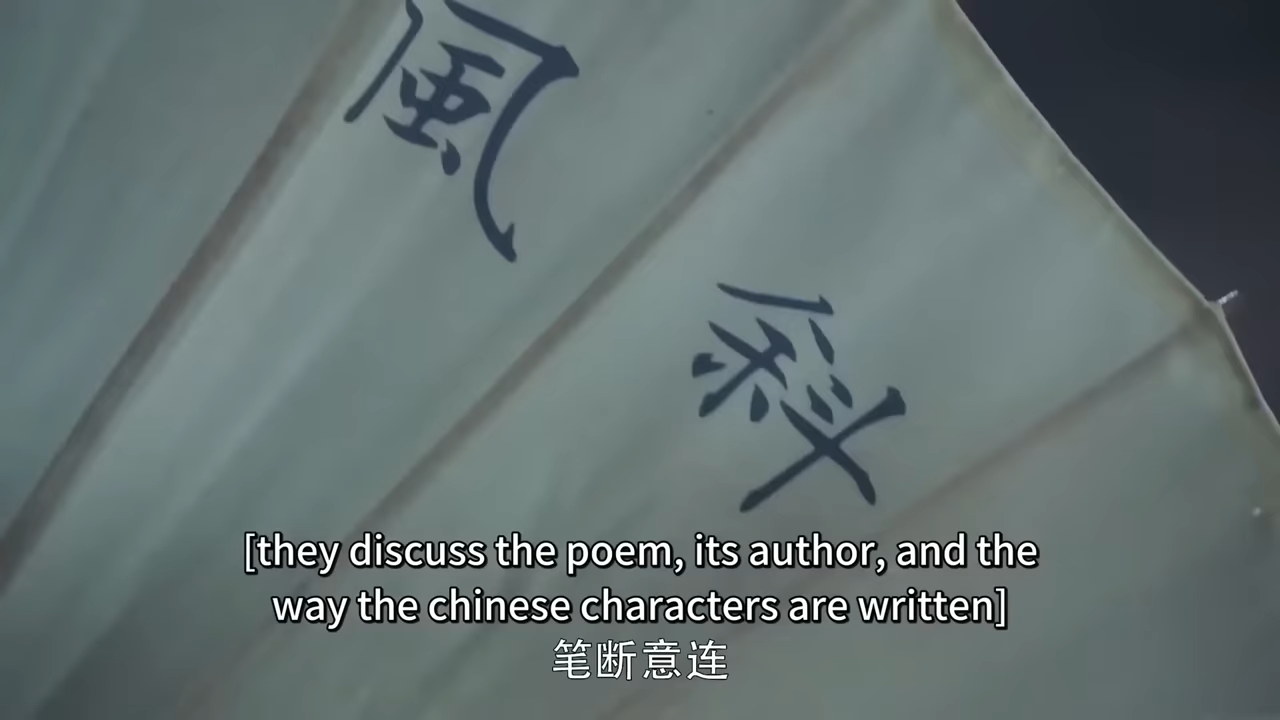 風
斜
[they discuss the poem, its author, and the
way the chinese characters are written]
笔断意连